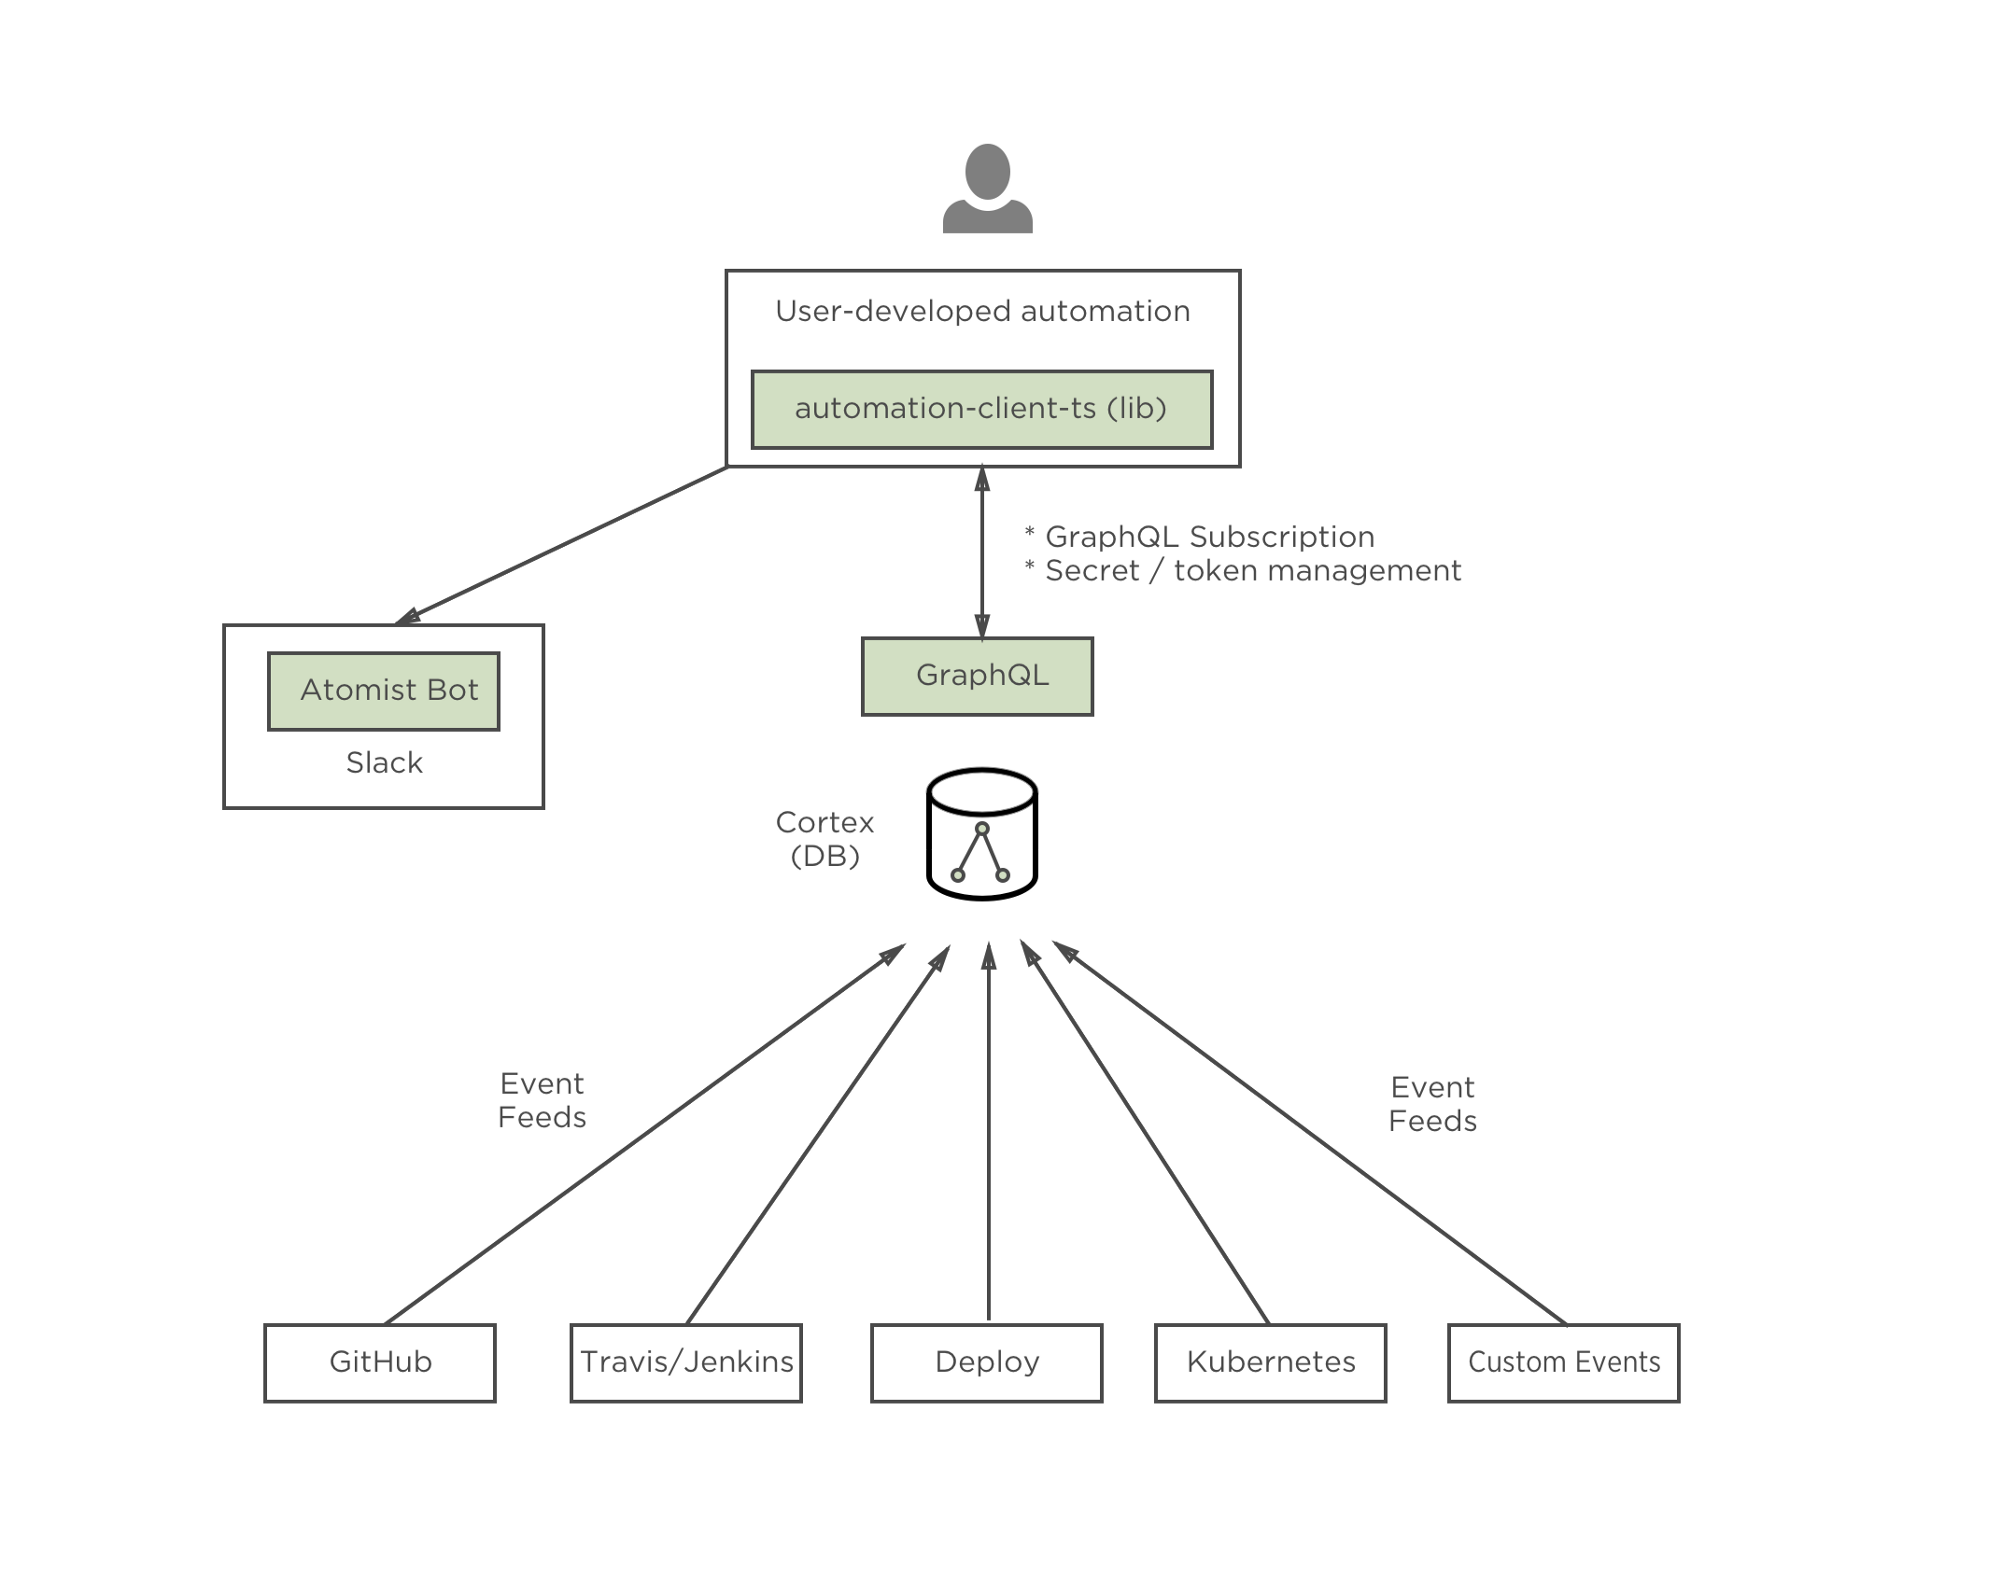 User-developed automation
automation-client-ts (lib)
* GraphQL Subscription
* Secret / token management
Atomist Bot
Slack
GraphQL
Cortex
(DB)
Event
Feeds
Event
Feeds
GitHub
Travis/Jenkins
Deploy
Kubernetes
Custom Events